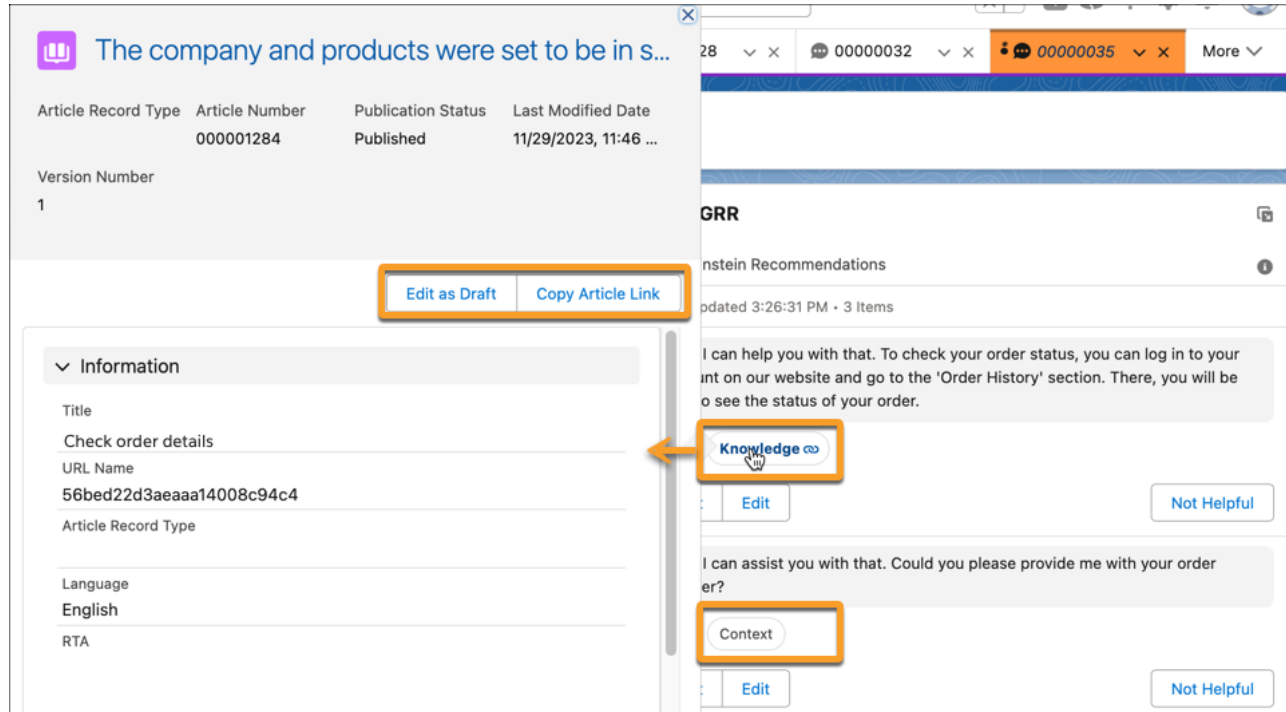 The company and products were set to be in s...
Article Record Type
Article Number
000001284
Publication Status
Published
Last Modified Date
11/29/2023, 11:46 ...
Version Number
1
Edit as Draft
Copy Article Link
Information
Title
Check order details
URL Name
56bed22d3aeaaa14008c94c4
Article Record Type
Language
English
RTA
28
00000032
00000035
More
GRR
nstein Recommendations
pdated 3:26:31 PM • 3 Items
I can help you with that. To check your order status, you can log in to your
unt on our website and go to the 'Order History' section. There, you will be
o see the status of your order.
Knowledge
Edit
Not Helpful
I can assist you with that. Could you please provide me with your order
er?
Context
Edit
Not Helpful